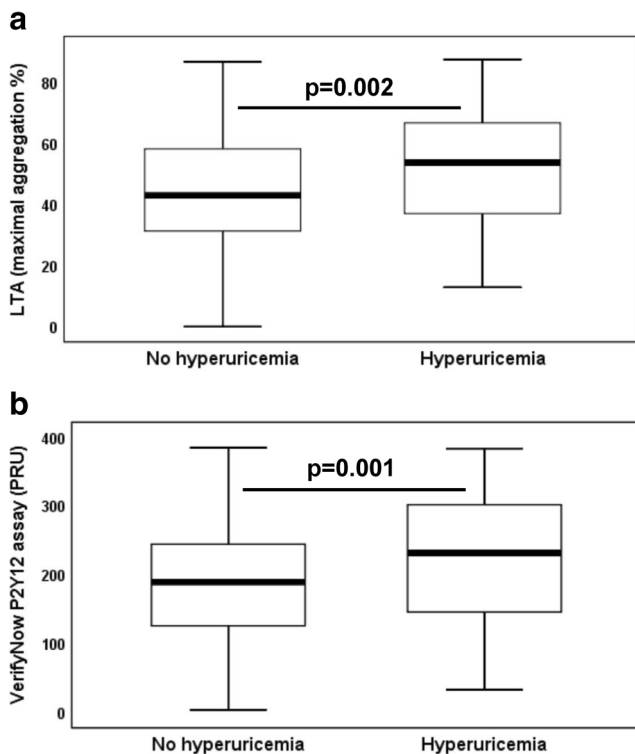 a
LTA (maximal aggregation %)
80
60
40
20
0
p=0.002
No hyperuricemia
Hyperuricemia
b
VerifyNow P2Y12 assay (PRU)
400
300
200
100
0
p=0.001
No hyperuricemia
Hyperuricemia